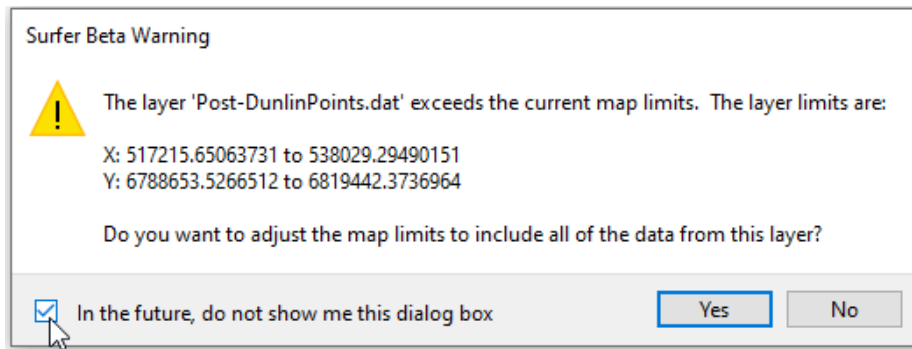 Surfer Beta Warning
The layer 'Post-DunlinPoints.dat' exceeds the current map limits.  The layer limits are:
X: 517215.65063731 to 538029.29490151
Y: 6788653.5266512 to 6819442.3736964
Do you want to adjust the map limits to include all of the data from this layer?
In the future, do not show me this dialog box
Yes
No